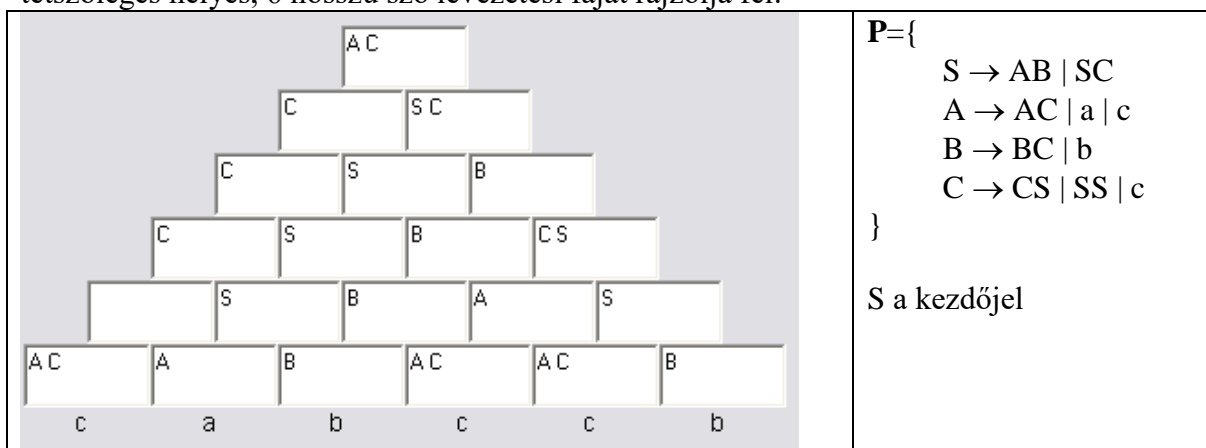 tetszőleges helyes, 6 hosszú szó levezetési fáját rajzolja fel.
A C
C S C
C S B
C S B C S
S B A S
A C A B A C A C B
c a b c c b
P={
S → AB | SC
A → AC | a | c
B → BC | b
C → CS | SS | c
}
S a kezdőjel